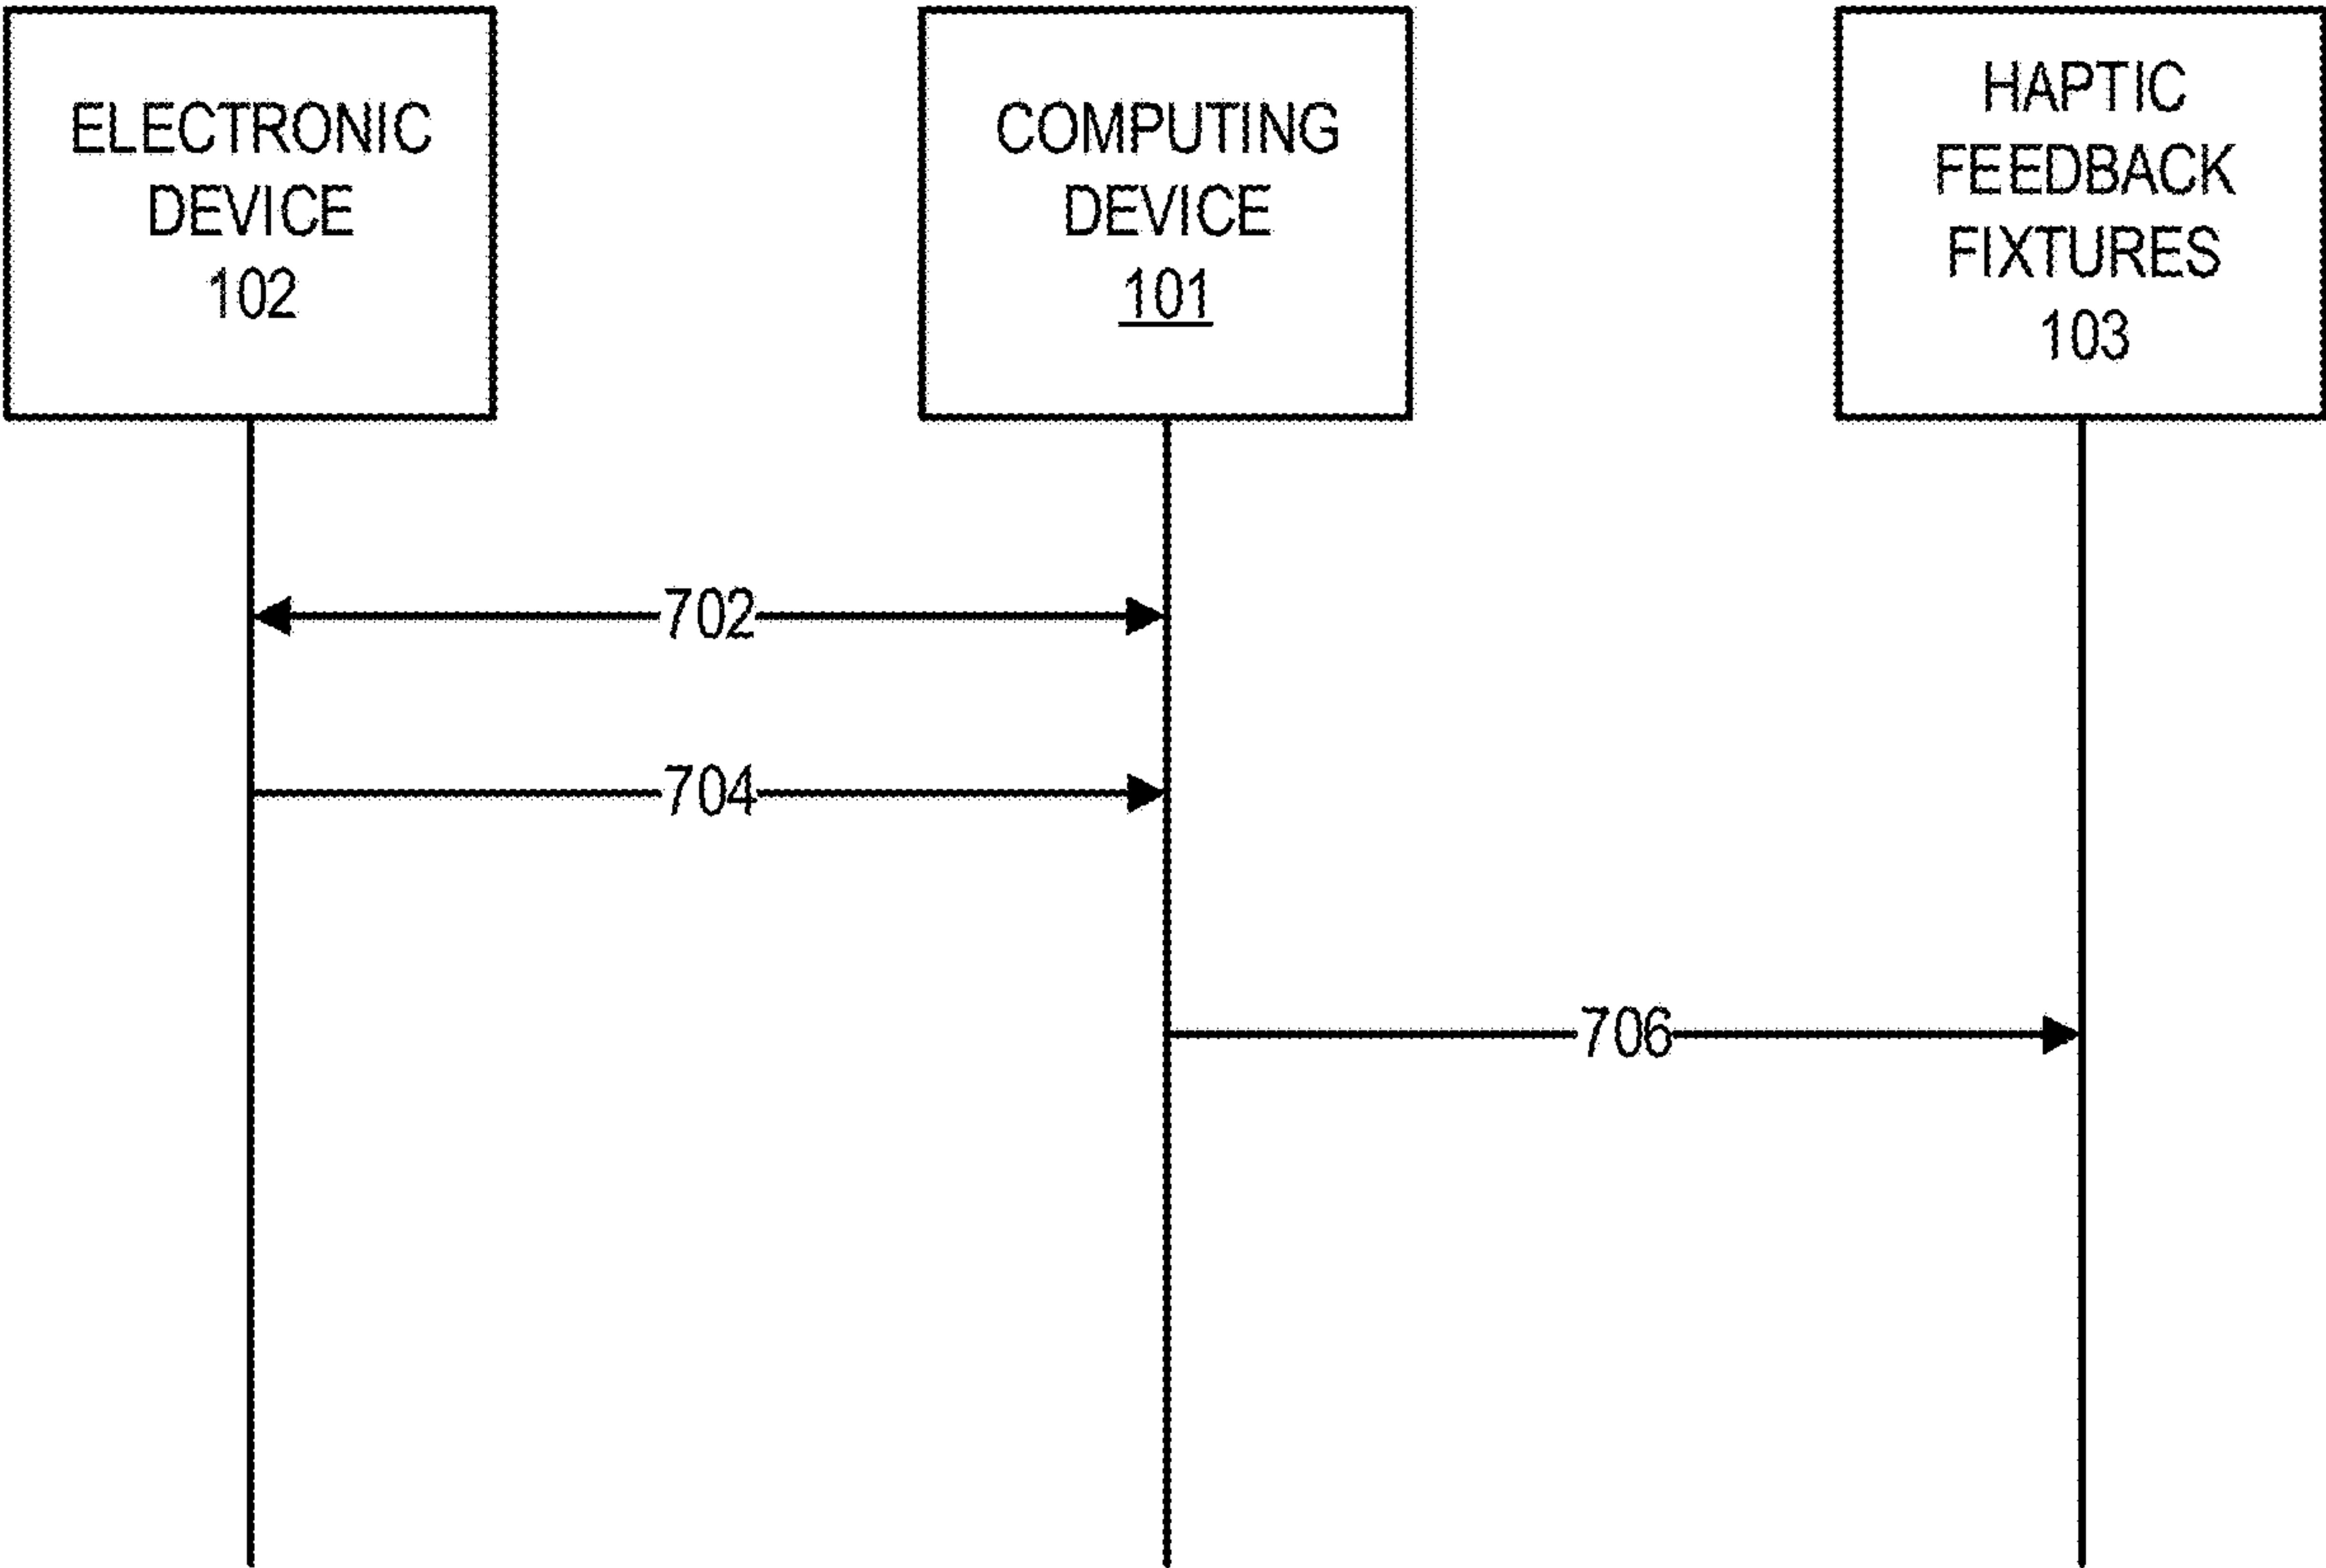 ELECTRONIC
DEVICE
102
COMPUTING
DEVICE
101
HAPTIC
FEEDBACK
FIXTURES
103
702
704
706